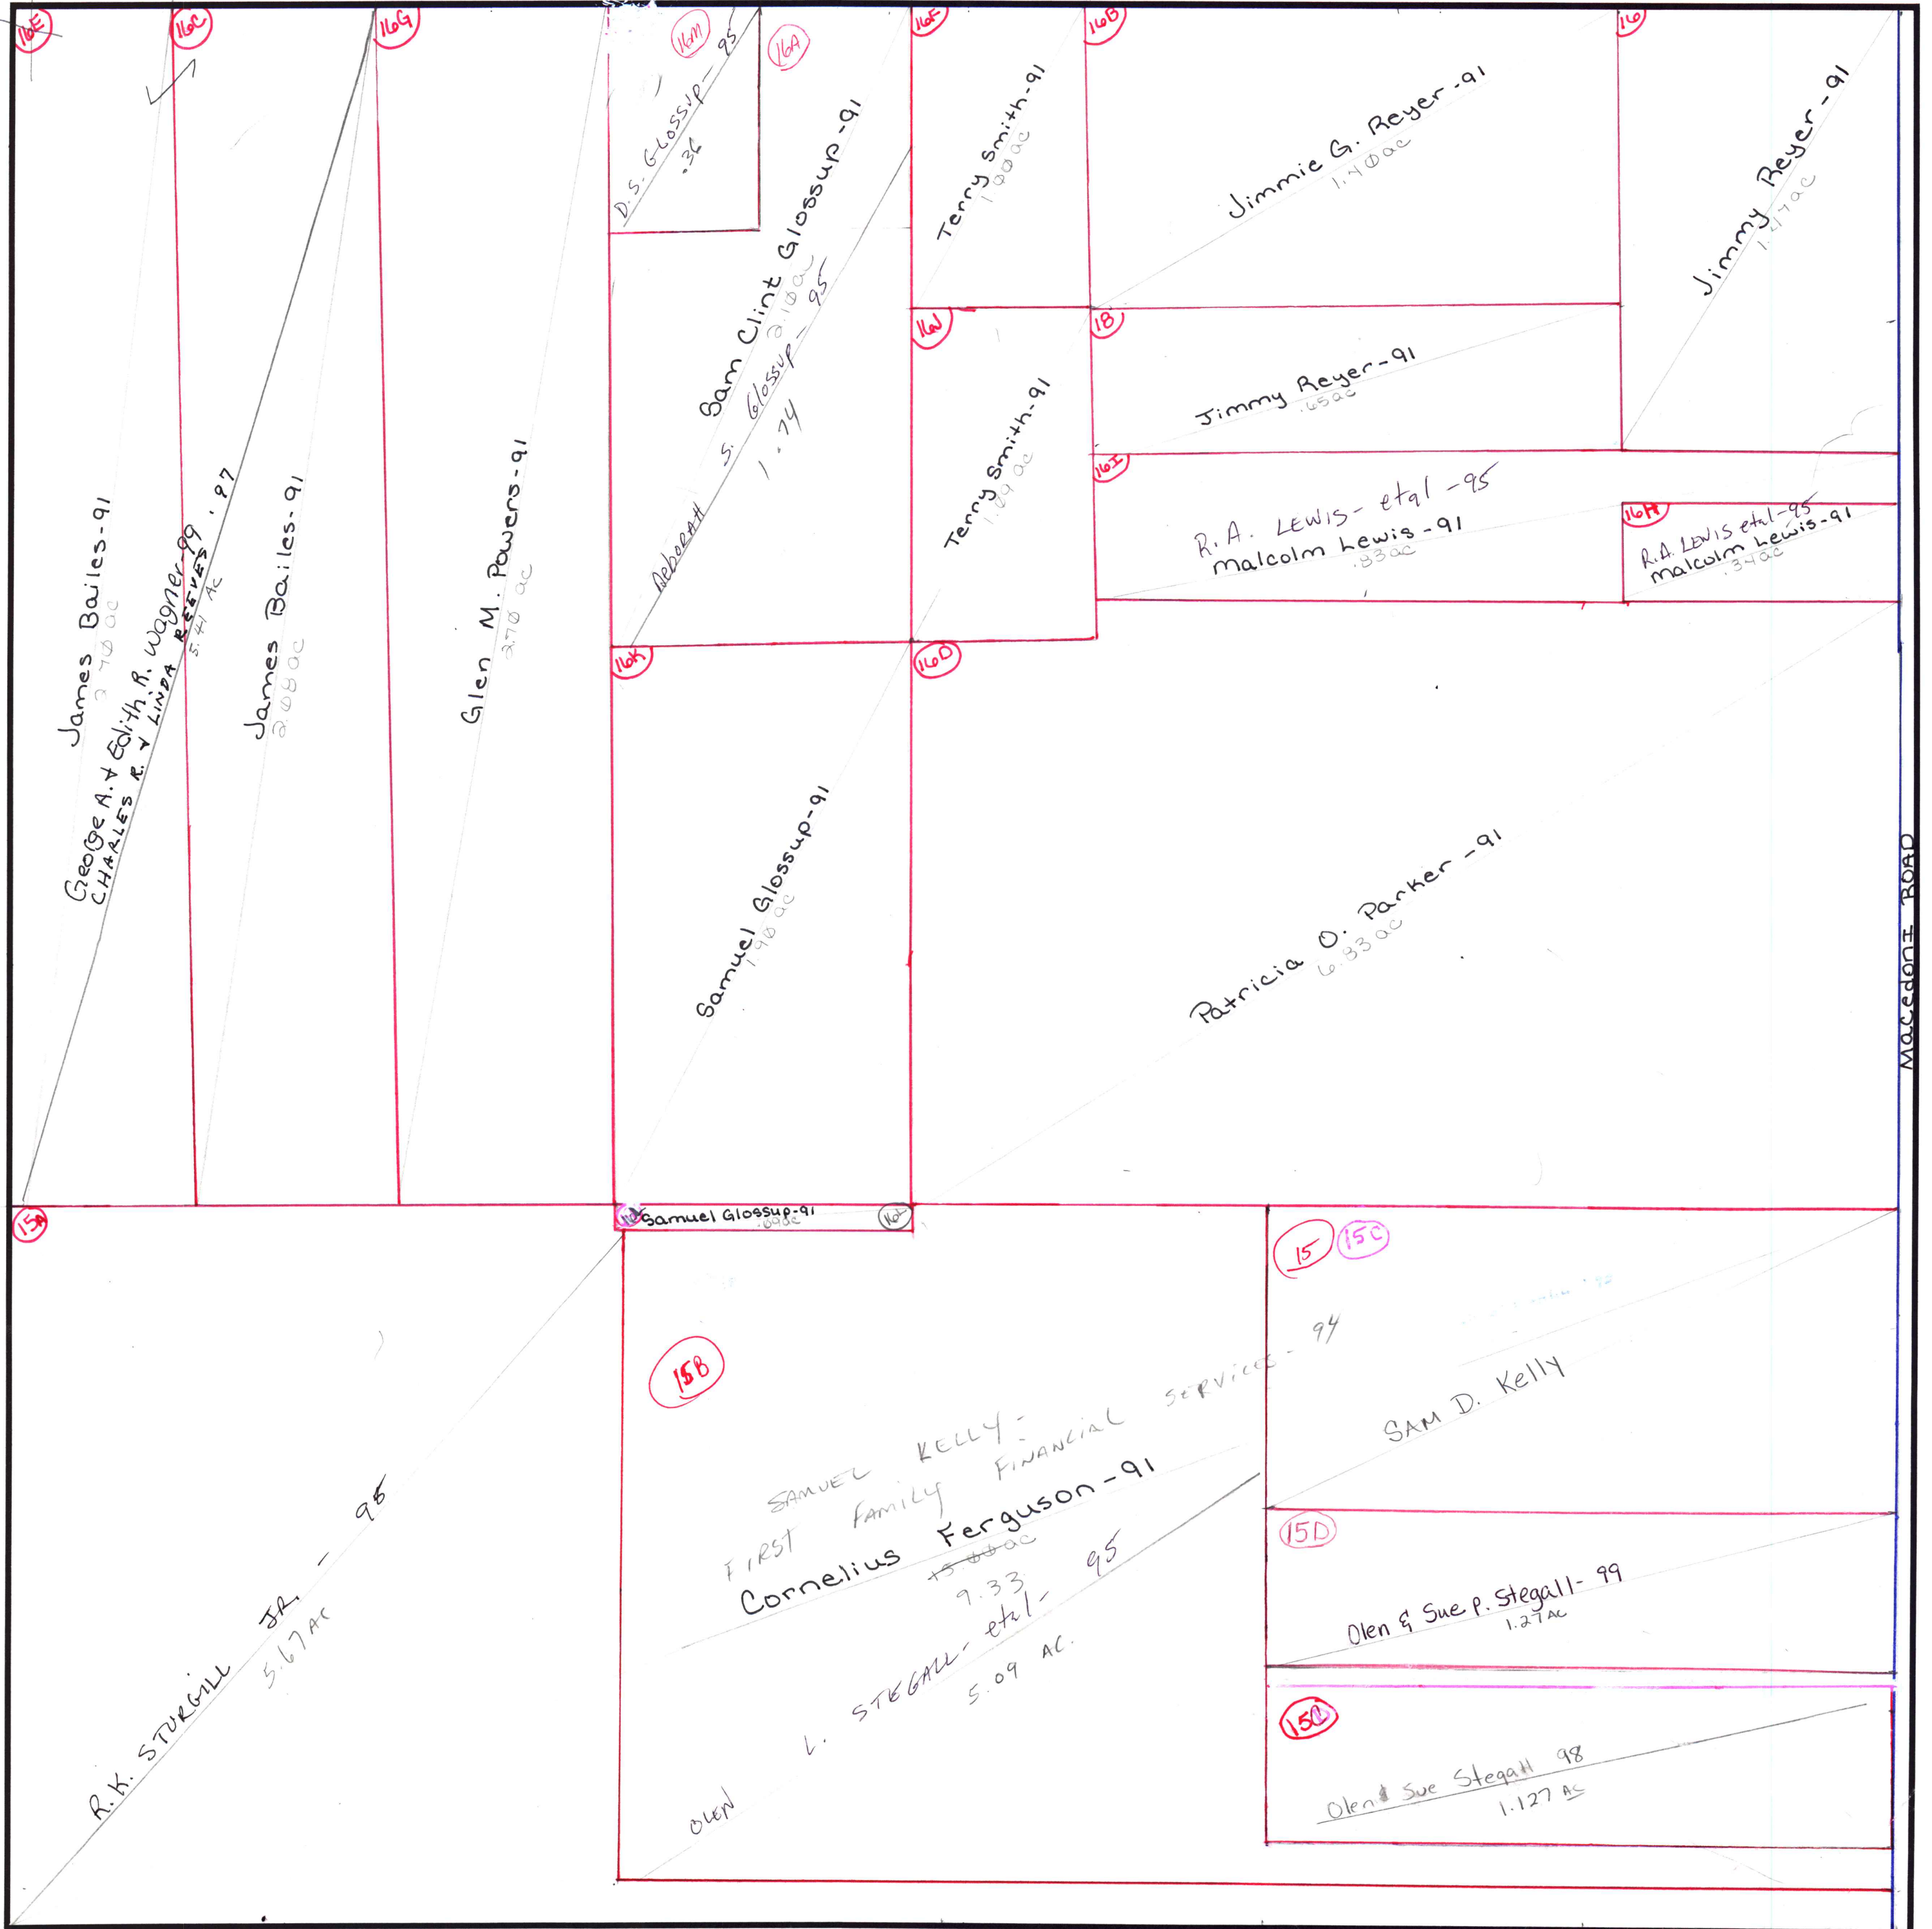 16E
16C
16G
16M
16A
16F
16B
16
James Bailes-91
2.70 ac
George A. & Edith R. Wagner-99
CHARLES R. & LINDA REEVES . 97
5.41 Ac
James Bailes-91
2.08 ac
Glen M. Powers-91
2.70 ac
D. S. Glossup - 95
.36
Sam Clint Glossup-91
2.10 ac
DebORAH S. Glossup - 95
1.74
Terry Smith-91
1.00 ac
Jimmie G. Reyer-91
1.40 ac
Jimmy Reyer-91
1.47 ac
16N
Terry Smith-91
1.09 ac
18
Jimmy Reyer-91
.65 ac
16I
R.A. LEWIS- etal -95
Malcolm Lewis-91
.83 ac
16H
R.A. LEWIS etal-95
Malcolm Lewis-91
.34 ac
16K
Samuel Glossup-91
1.90 ac
16D
Patricia O. Parker -91
6.83 ac
MacedonI ROAD
16L
Samuel Glossup-91
.09 ac
15A
R.K. STURGILL JR. - 95
5.67 AC
15B
SAMUEL KELLY-
FIRST FAMILY FINANCIAL SERVICES - 94
Cornelius Ferguson-91
15.00 ac
9.33
OLEN L. STEGALL- etal- 95
5.09 AC.
15
15C
SAM D. Kelly
15D
Olen & Sue P. Stegall- 99
1.27 AC
Olen & Sue Stegall 98
1.127 AC